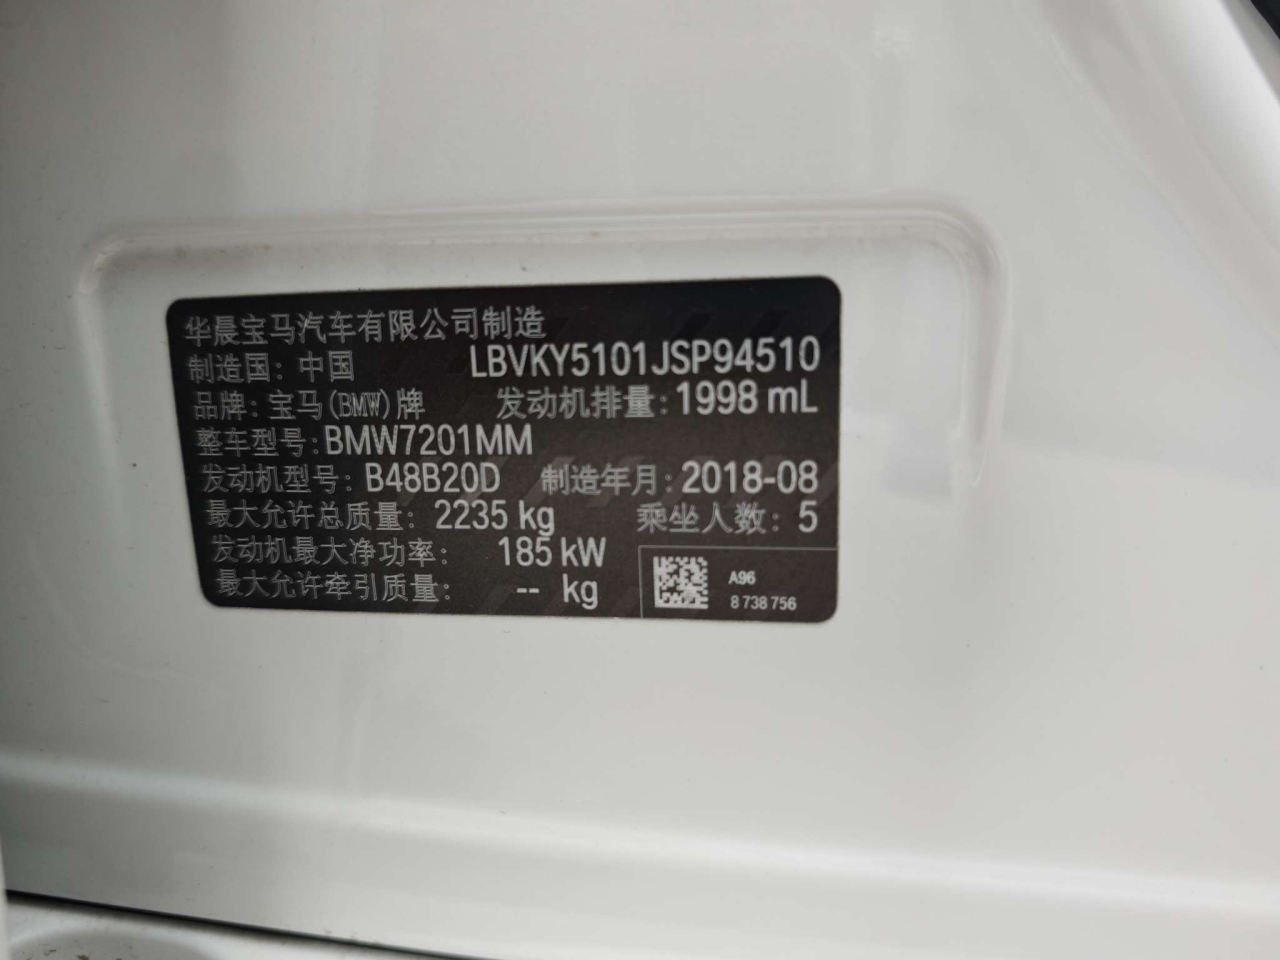 华晨宝马汽车有限公司制造
制造国：中国 LBVKY5101JSP94510
品牌：宝马(BMW)牌 发动机排量：1998 mL
整车型号：BMW7201MM
发动机型号：B48B20D 制造年月：2018-08
最大允许总质量：2235 kg 乘坐人数：5
发动机最大净功率：185 kW
最大允许牵引质量：-- kg
A96
8 738 756